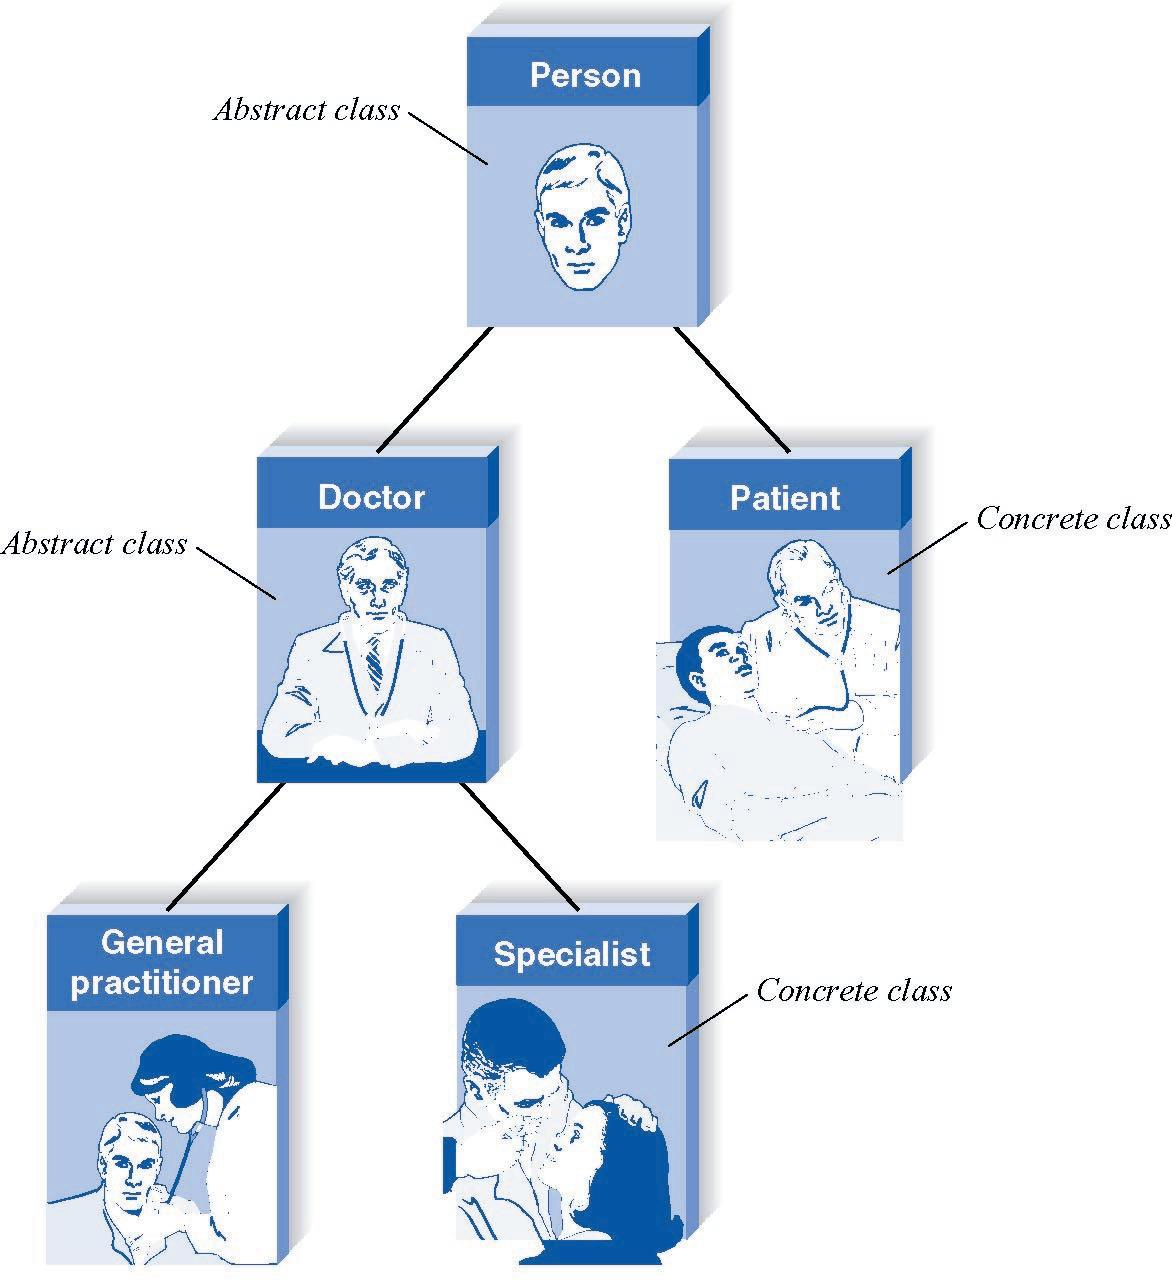 Person
Abstract class
Doctor
Patient
Concrete class
Abstract class
General
practitioner
Specialist
Concrete class